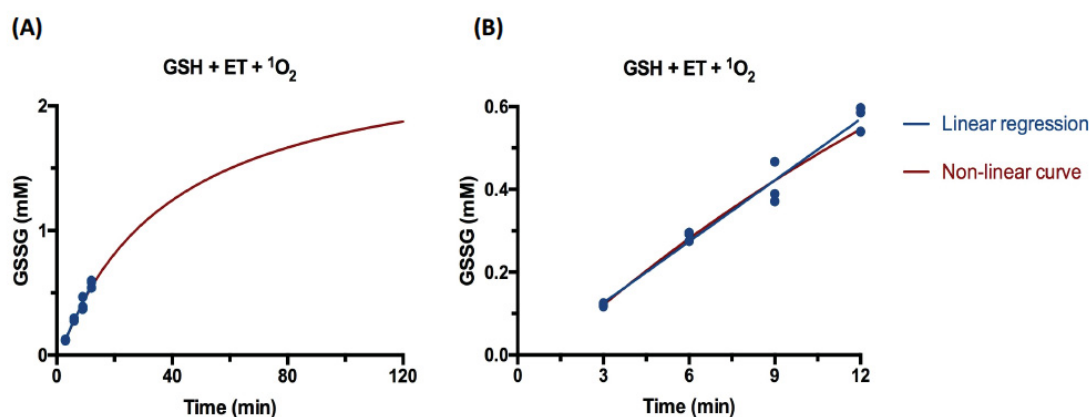 (A)
GSH + ET + ¹O₂
2
1
0
GSSG (mM)
0 40 80 120
Time (min)
(B)
GSH + ET + ¹O₂
0.6
0.4
0.2
0.0
GSSG (mM)
0 3 6 9 12
Time (min)
Linear regression
Non-linear curve